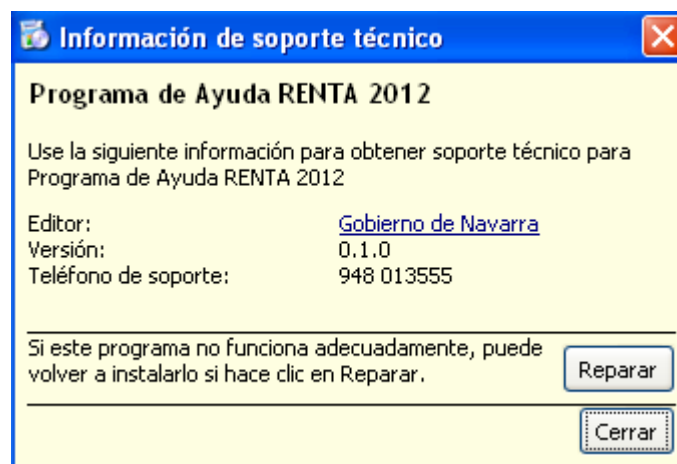 Información de soporte técnico
Programa de Ayuda RENTA 2012
Use la siguiente información para obtener soporte técnico para
Programa de Ayuda RENTA 2012
Editor: Gobierno de Navarra
Versión: 0.1.0
Teléfono de soporte: 948 013555
Si este programa no funciona adecuadamente, puede
volver a instalarlo si hace clic en Reparar.
Reparar
Cerrar